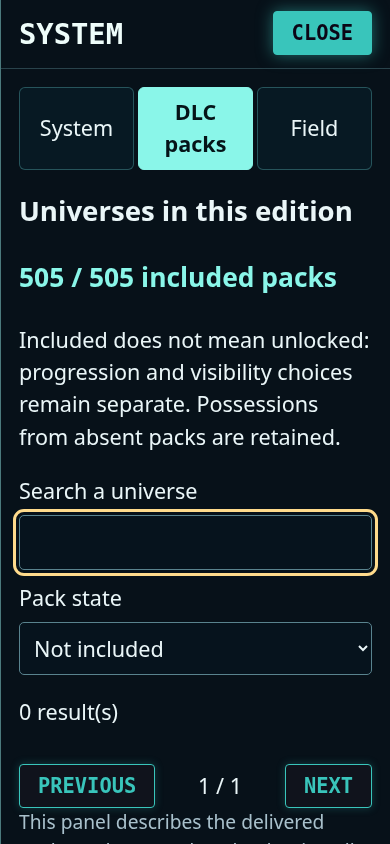 SYSTEM
CLOSE
System
DLC
packs
Field
Universes in this edition
505 / 505 included packs
Included does not mean unlocked:
progression and visibility choices
remain separate. Possessions
from absent packs are retained.
Search a universe
Pack state
Not included
0 result(s)
PREVIOUS
1 / 1
NEXT
This panel describes the delivered